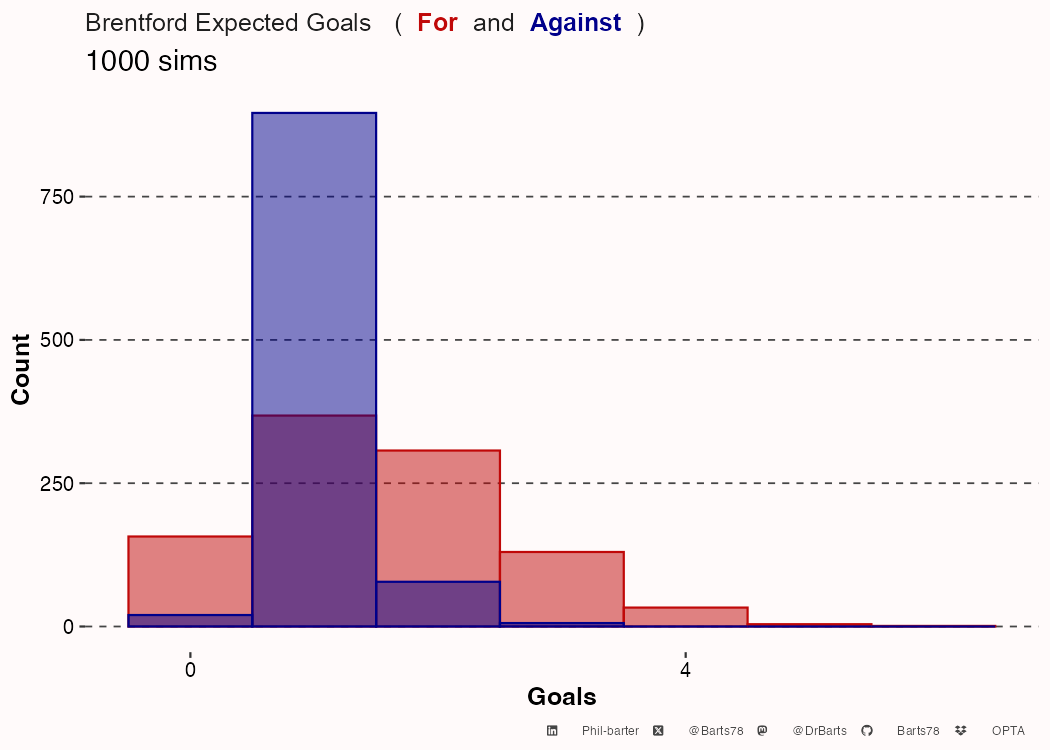 Brentford Expected Goals ( For and Against )
1000 sims
Count
750
500
250
0
0 4
Goals
Phil-barter @Barts78 @DrBarts Barts78 OPTA